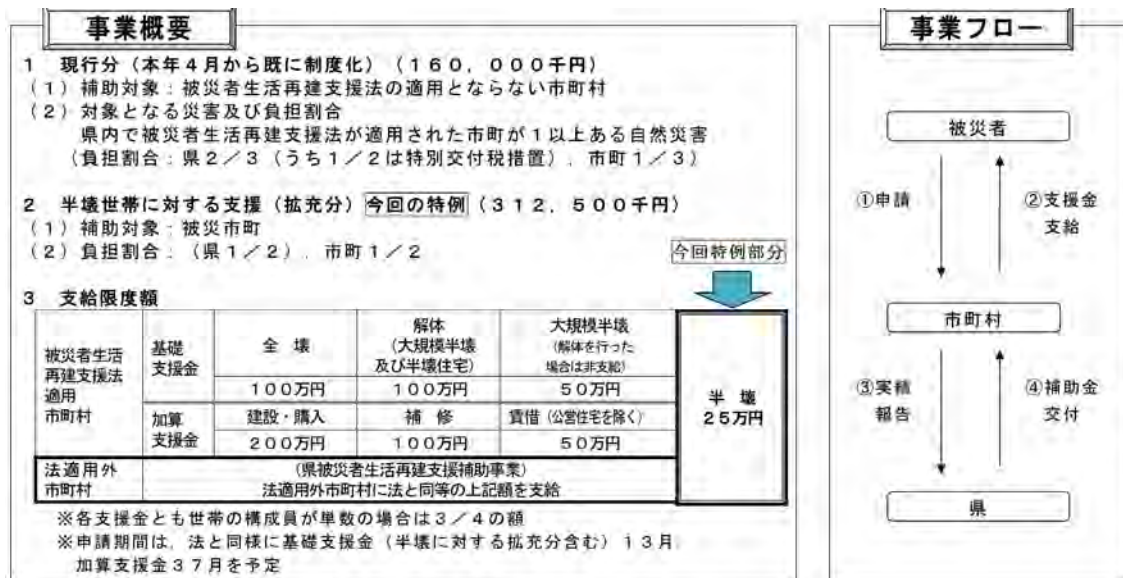 事業概要
1 現行分（本年４月から既に制度化）（１６０，０００千円）
（１）補助対象：被災者生活再建支援法の適用とならない市町村
（２）対象となる災害及び負担割合
県内で被災者生活再建支援法が適用された市町が１以上ある自然災害
（負担割合：県２／３（うち１／２は特別交付税措置），市町１／３）
2 半壊世帯に対する支援（拡充分）今回の特例（３１２，５００千円）
（１）補助対象：被災市町
（２）負担割合：（県１／２），市町１／２
今回特例部分
3 支給限度額
被災者生活
再建支援法
適用
市町村
基礎
支援金
全 壊
解体
（大規模半壊
及び半壊住宅）
大規模半壊
（解体を行った
場合は非支給）
１００万円
１００万円
５０万円
加算
支援金
建設・購入
補 修
賃借（公営住宅を除く）
２００万円
１００万円
５０万円
半 壊
２５万円
法適用外
市町村
（県被災者生活再建支援補助事業）
法適用外市町村に法と同等の上記額を支給
※各支援金とも世帯の構成員が単数の場合は３／４の額
※申請期間は，法と同様に基礎支援金（半壊に対する拡充分含む）１３月，
加算支援金３７月を予定
事業フロー
被災者
①申請
②支援金
支給
市町村
③実績
報告
④補助金
交付
県